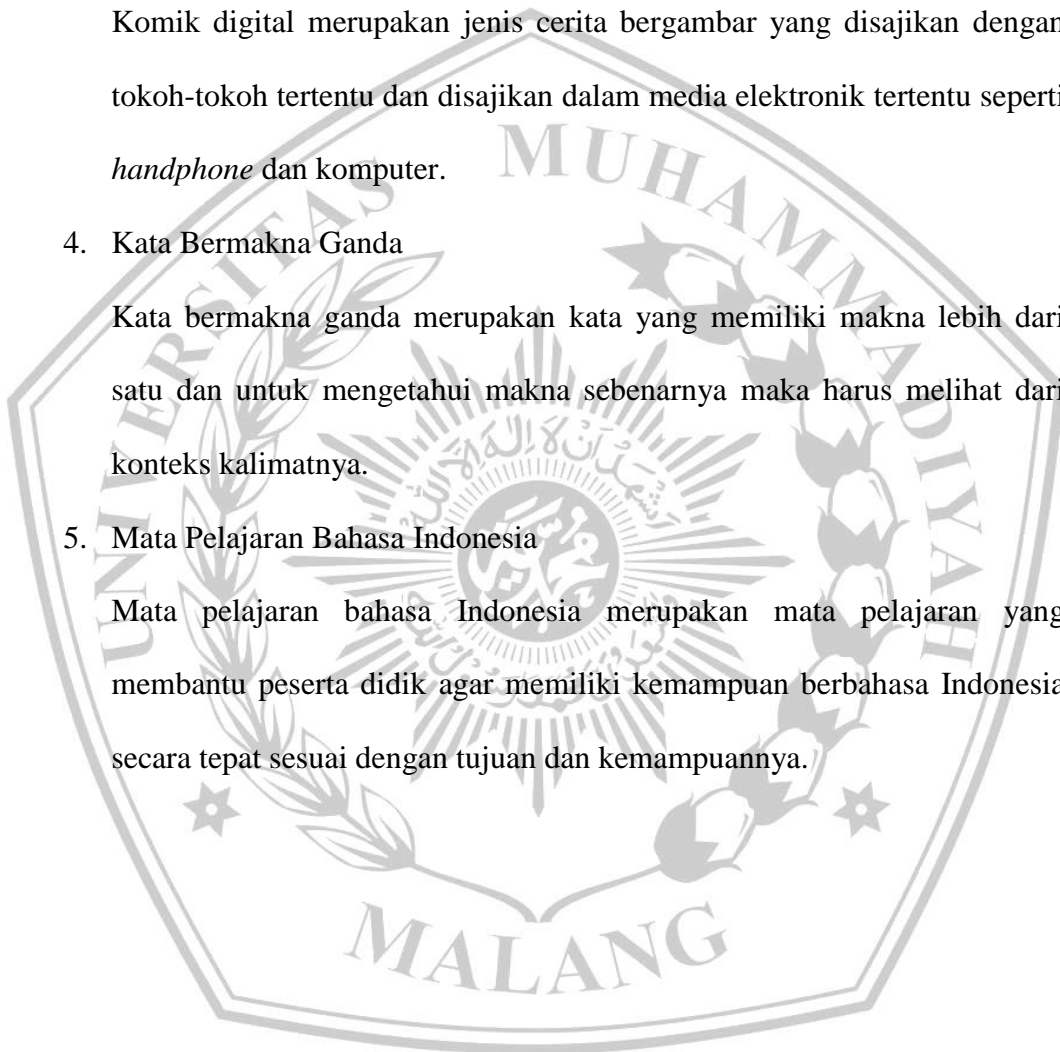 Komik digital merupakan jenis cerita bergambar yang disajikan dengan
tokoh-tokoh tertentu dan disajikan dalam media elektronik tertentu seperti
handphone dan komputer.
4. Kata Bermakna Ganda
Kata bermakna ganda merupakan kata yang memiliki makna lebih dari
satu dan untuk mengetahui makna sebenarnya maka harus melihat dari
konteks kalimatnya.
5. Mata Pelajaran Bahasa Indonesia
Mata pelajaran bahasa Indonesia merupakan mata pelajaran yang
membantu peserta didik agar memiliki kemampuan berbahasa Indonesia
secara tepat sesuai dengan tujuan dan kemampuannya.
UNIVERSITAS MUHAMMADIYAH
MALANG